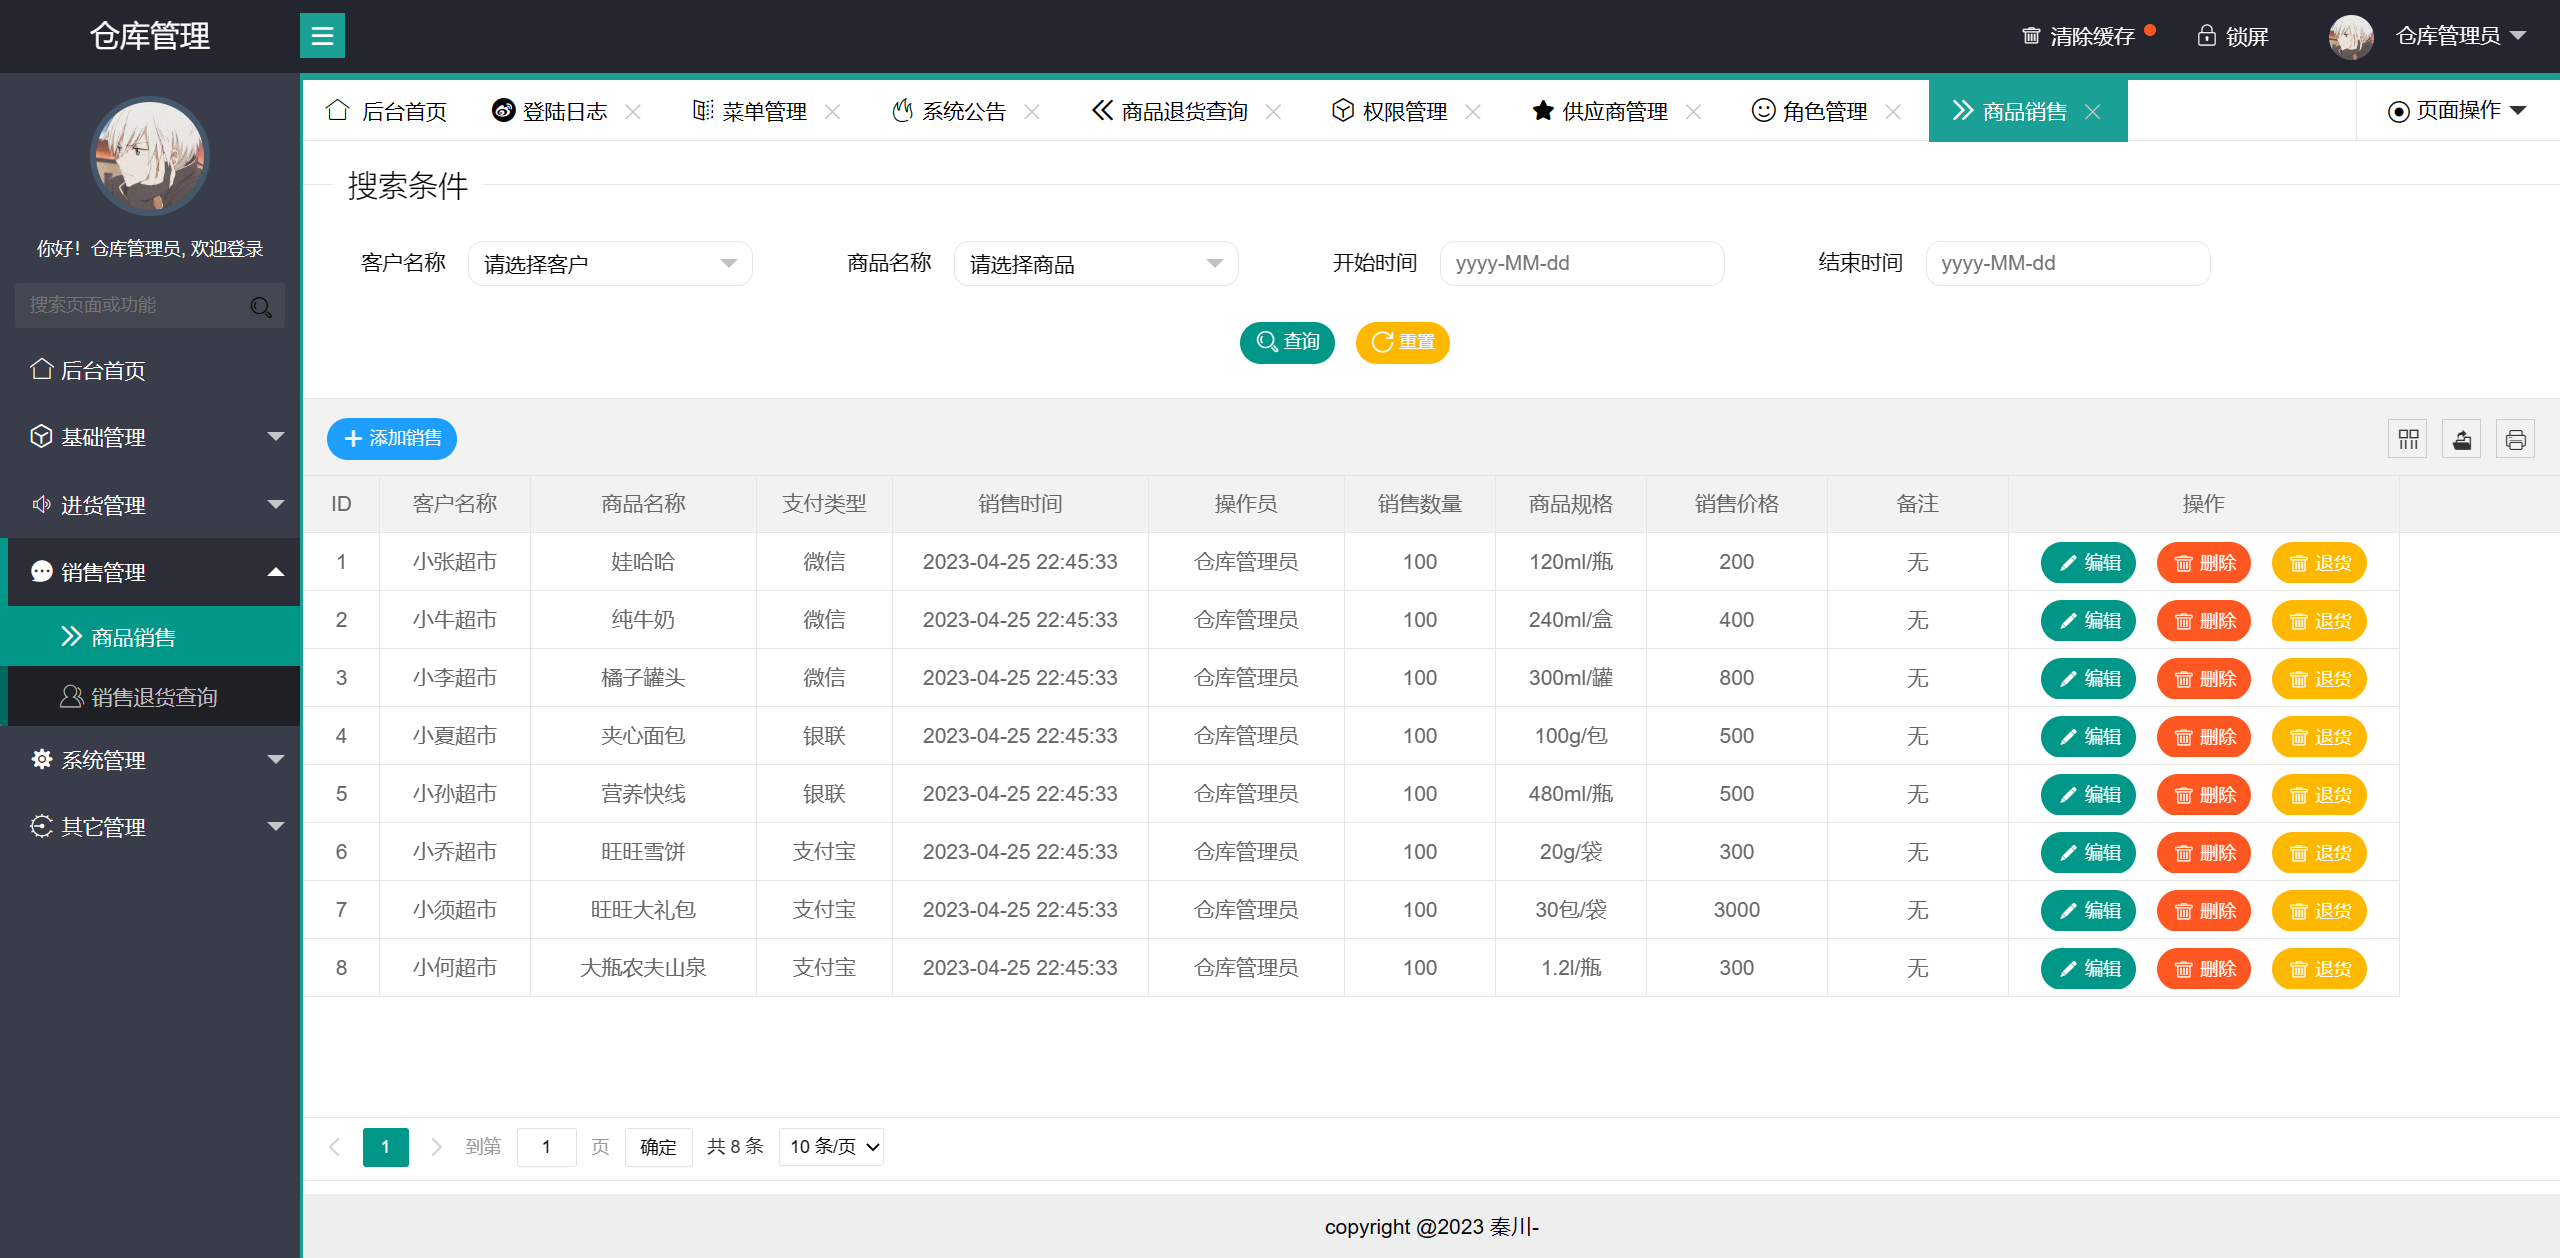 仓库管理
清除缓存 锁屏 仓库管理员
你好！仓库管理员, 欢迎登录
搜索页面或功能
后台首页
基础管理
进货管理
销售管理
商品销售
销售退货查询
系统管理
其它管理
后台首页 登陆日志 菜单管理 系统公告 商品退货查询 权限管理 供应商管理 角色管理 商品销售 页面操作
搜索条件
客户名称 请选择客户 商品名称 请选择商品 开始时间 yyyy-MM-dd 结束时间 yyyy-MM-dd
查询 重置
添加销售
ID 客户名称 商品名称 支付类型 销售时间 操作员 销售数量 商品规格 销售价格 备注 操作
1 小张超市 娃哈哈 微信 2023-04-25 22:45:33 仓库管理员 100 120ml/瓶 200 无 编辑 删除 退货
2 小牛超市 纯牛奶 微信 2023-04-25 22:45:33 仓库管理员 100 240ml/盒 400 无 编辑 删除 退货
3 小李超市 橘子罐头 微信 2023-04-25 22:45:33 仓库管理员 100 300ml/罐 800 无 编辑 删除 退货
4 小夏超市 夹心面包 银联 2023-04-25 22:45:33 仓库管理员 100 100g/包 500 无 编辑 删除 退货
5 小孙超市 营养快线 银联 2023-04-25 22:45:33 仓库管理员 100 480ml/瓶 500 无 编辑 删除 退货
6 小乔超市 旺旺雪饼 支付宝 2023-04-25 22:45:33 仓库管理员 100 20g/袋 300 无 编辑 删除 退货
7 小须超市 旺旺大礼包 支付宝 2023-04-25 22:45:33 仓库管理员 100 30包/袋 3000 无 编辑 删除 退货
8 小何超市 大瓶农夫山泉 支付宝 2023-04-25 22:45:33 仓库管理员 100 1.2l/瓶 300 无 编辑 删除 退货
1 到第 1 页 确定 共 8 条 10 条/页
copyright @2023 秦川-